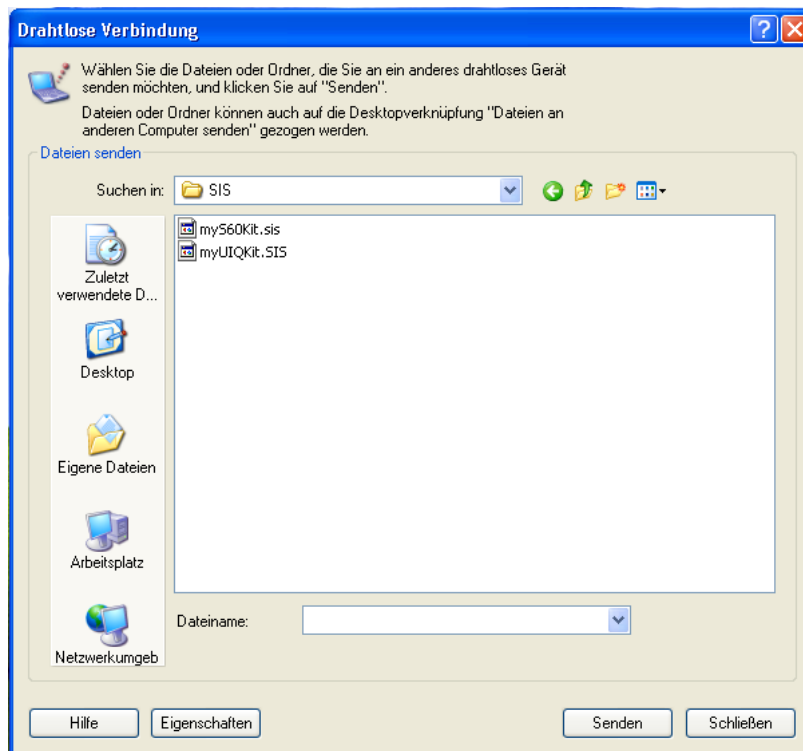 Drahtlose Verbindung
Wählen Sie die Dateien oder Ordner, die Sie an ein anderes drahtloses Gerät
senden möchten, und klicken Sie auf "Senden".
Dateien oder Ordner können auch auf die Desktopverknüpfung "Dateien an
anderen Computer senden" gezogen werden.
Dateien senden
Suchen in: SIS
myS60Kit.sis
myUIQKit.SIS
Zuletzt
verwendete D...
Desktop
Eigene Dateien
Arbeitsplatz
Netzwerkumgeb
Dateiname:
Hilfe Eigenschaften Senden Schließen